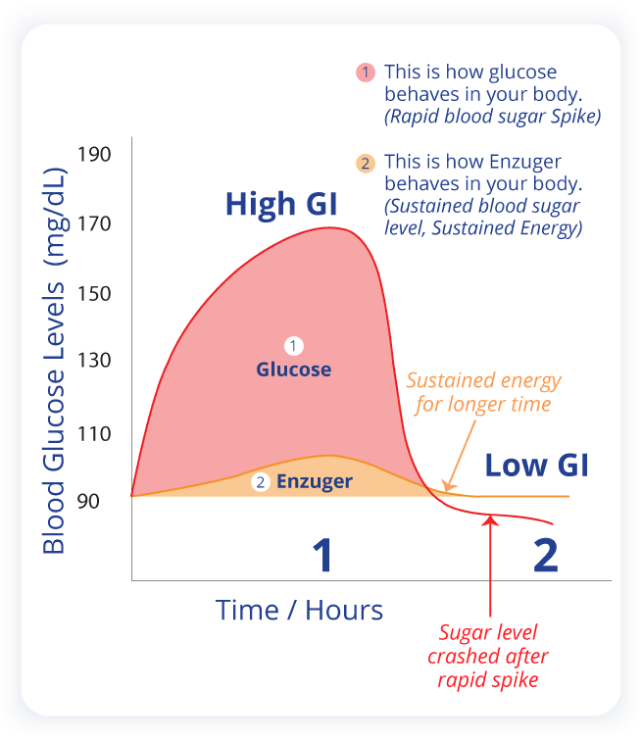 1 This is how glucose
behaves in your body.
(Rapid blood sugar Spike)
2 This is how Enzuger
behaves in your body.
(Sustained blood sugar
level, Sustained Energy)
Blood Glucose Levels (mg/dL)
190
170
150
130
110
90
High GI
1
Glucose
2 Enzuger
Sustained energy
for longer time
Low GI
1
2
Time / Hours
Sugar level
crashed after
rapid spike